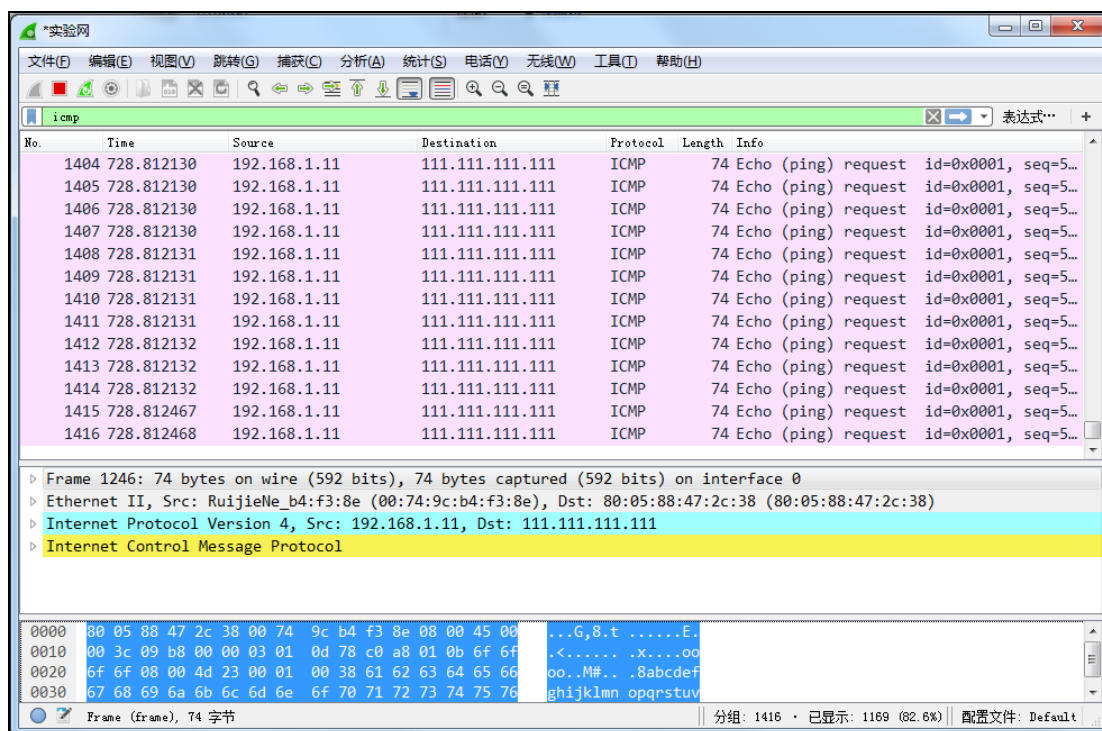 *实验网
文件(F) 编辑(E) 视图(V) 跳转(G) 捕获(C) 分析(A) 统计(S) 电话(Y) 无线(W) 工具(T) 帮助(H)
icmp 表达式… +
No. Time Source Destination Protocol Length Info
1404 728.812130 192.168.1.11 111.111.111.111 ICMP 74 Echo (ping) request id=0x0001, seq=5…
1405 728.812130 192.168.1.11 111.111.111.111 ICMP 74 Echo (ping) request id=0x0001, seq=5…
1406 728.812130 192.168.1.11 111.111.111.111 ICMP 74 Echo (ping) request id=0x0001, seq=5…
1407 728.812130 192.168.1.11 111.111.111.111 ICMP 74 Echo (ping) request id=0x0001, seq=5…
1408 728.812131 192.168.1.11 111.111.111.111 ICMP 74 Echo (ping) request id=0x0001, seq=5…
1409 728.812131 192.168.1.11 111.111.111.111 ICMP 74 Echo (ping) request id=0x0001, seq=5…
1410 728.812131 192.168.1.11 111.111.111.111 ICMP 74 Echo (ping) request id=0x0001, seq=5…
1411 728.812131 192.168.1.11 111.111.111.111 ICMP 74 Echo (ping) request id=0x0001, seq=5…
1412 728.812132 192.168.1.11 111.111.111.111 ICMP 74 Echo (ping) request id=0x0001, seq=5…
1413 728.812132 192.168.1.11 111.111.111.111 ICMP 74 Echo (ping) request id=0x0001, seq=5…
1414 728.812132 192.168.1.11 111.111.111.111 ICMP 74 Echo (ping) request id=0x0001, seq=5…
1415 728.812467 192.168.1.11 111.111.111.111 ICMP 74 Echo (ping) request id=0x0001, seq=5…
1416 728.812468 192.168.1.11 111.111.111.111 ICMP 74 Echo (ping) request id=0x0001, seq=5…
Frame 1246: 74 bytes on wire (592 bits), 74 bytes captured (592 bits) on interface 0
Ethernet II, Src: RuijieNe_b4:f3:8e (00:74:9c:b4:f3:8e), Dst: 80:05:88:47:2c:38 (80:05:88:47:2c:38)
Internet Protocol Version 4, Src: 192.168.1.11, Dst: 111.111.111.111
Internet Control Message Protocol
0000 80 05 88 47 2c 38 00 74 9c b4 f3 8e 08 00 45 00 ...G,8.t ......E.
0010 00 3c 09 b8 00 00 03 01 0d 78 c0 a8 01 0b 6f 6f .<...... .x....oo
0020 6f 6f 08 00 4d 23 00 01 00 38 61 62 63 64 65 66 oo..M#.. .8abcdef
0030 67 68 69 6a 6b 6c 6d 6e 6f 70 71 72 73 74 75 76 ghijklmn opqrstuv
Frame (frame), 74 字节 分组: 1416 · 已显示: 1169 (82.6%) 配置文件: Default